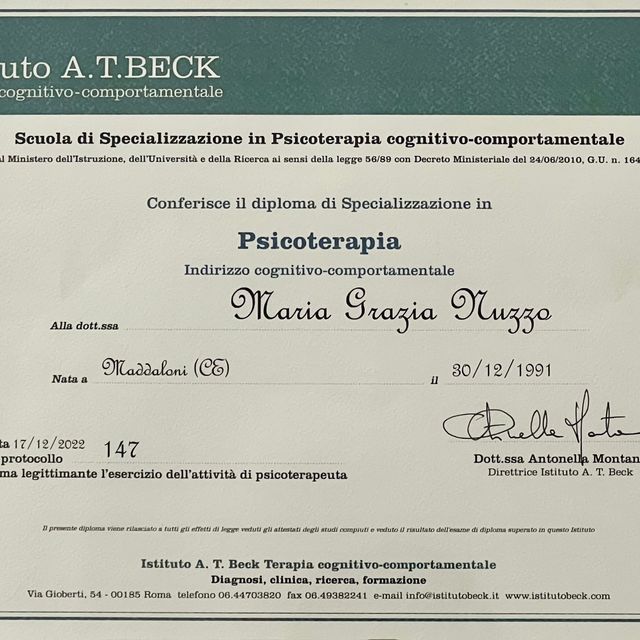 uto A.T.BECK
cognitivo-comportamentale
Scuola di Specializzazione in Psicoterapia cognitivo-comportamentale
al Ministero dell'Istruzione, dell'Università e della Ricerca ai sensi della legge 56/89 con Decreto Ministeriale del 24/06/2010, G.U. n. 164
Conferisce il diploma di Specializzazione in
Psicoterapia
Indirizzo cognitivo-comportamentale
Alla dott.ssa Maria Grazia Nuzzo
Nata a Maddaloni (CE) il 30/12/1991
ta 17/12/2022
protocollo 147
Dott.ssa Antonella Montan
Direttrice Istituto A. T. Beck
ma legittimante l'esercizio dell'attività di psicoterapeuta
Il presente diploma viene rilasciato a tutti gli effetti di legge veduti gli attestati degli studi compiuti e veduto il risultato dell'esame di diploma superato in questo Istituto
Istituto A. T. Beck Terapia cognitivo-comportamentale
Diagnosi, clinica, ricerca, formazione
Via Gioberti, 54 - 00185 Roma telefono 06.44703820 fax 06.49382241 e-mail info@istitutobeck.it www.istitutobeck.com